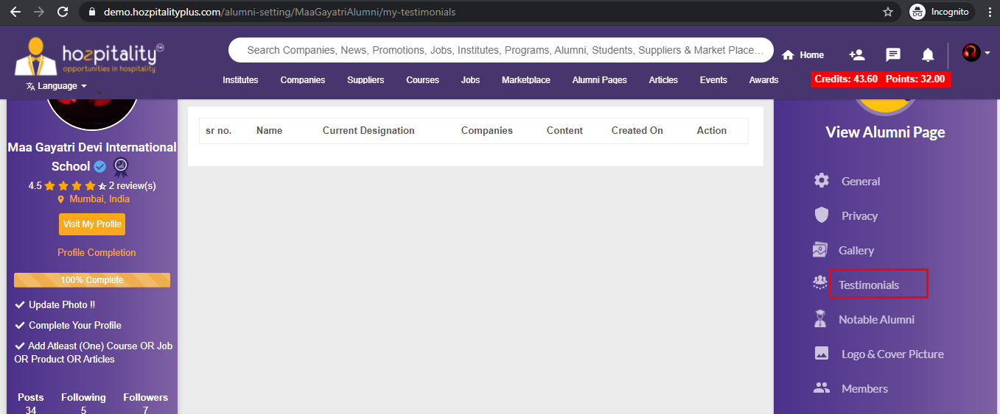 demo.hozpitalityplus.com/alumni-setting/MaaGayatriAlumni/my-testimonials
Incognito
hozpitality™
opportunities in hospitality
Search Companies, News, Promotions, Jobs, Institutes, Programs, Alumni, Students, Suppliers & Market Place...
Home
Institutes Companies Suppliers Courses Jobs Marketplace Alumni Pages Articles Events Awards
Credits: 43.60 Points: 32.00
Language
Maa Gayatri Devi International
School
4.5 2 review(s)
Mumbai, India
Visit My Profile
Profile Completion
100% Complete
Update Photo !!
Complete Your Profile
Add Atleast (One) Course OR Job
OR Product OR Articles
Posts Following Followers
34 5 7
sr no. Name Current Designation Companies Content Created On Action
View Alumni Page
General
Privacy
Gallery
Testimonials
Notable Alumni
Logo & Cover Picture
Members